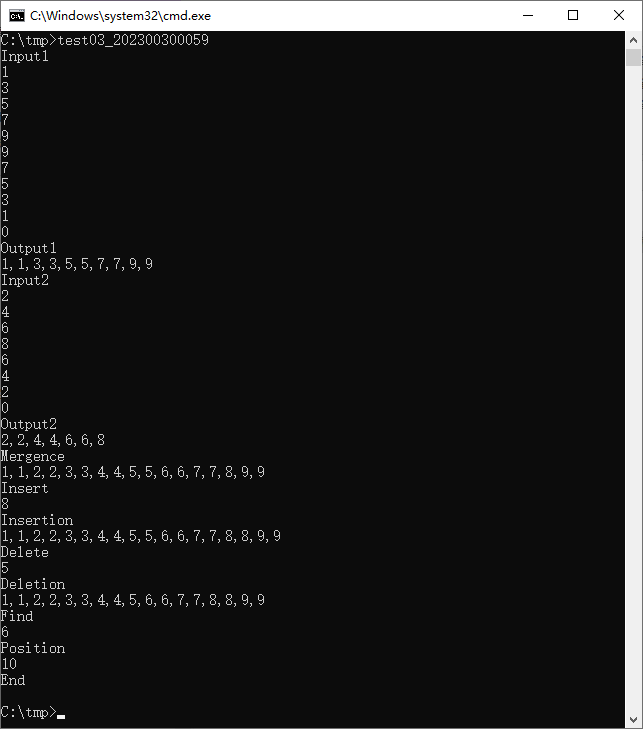 C:\Windows\system32\cmd.exe
C:\tmp>test03_202300300059
Input1
1
3
5
7
9
9
7
5
3
1
0
Output1
1,1,3,3,5,5,7,7,9,9
Input2
2
4
6
8
6
4
2
0
Output2
2,2,4,4,6,6,8
Mergence
1,1,2,2,3,3,4,4,5,5,6,6,7,7,8,9,9
Insert
8
Insertion
1,1,2,2,3,3,4,4,5,5,6,6,7,7,8,8,9,9
Delete
5
Deletion
1,1,2,2,3,3,4,4,5,6,6,7,7,8,8,9,9
Find
6
Position
10
End
C:\tmp>